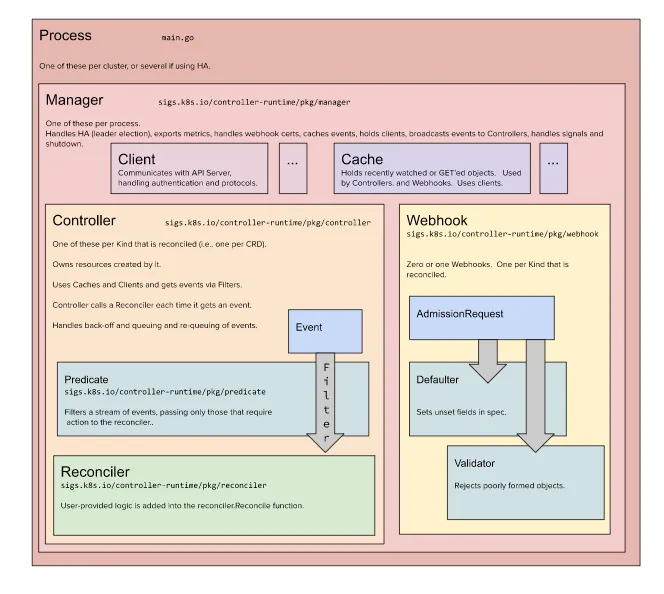 Process main.go
One of these per cluster, or several if using HA.
Manager sigs.k8s.io/controller-runtime/pkg/manager
One of these per process.
Handles HA (leader election), exports metrics, handles webhook certs, caches events, holds clients, broadcasts events to Controllers, handles signals and
shutdown.
Client
Communicates with API Server,
handling authentication and protocols.
...
Cache
Holds recently watched or GET'ed objects. Used
by Controllers. and Webhooks. Uses clients.
...
Controller sigs.k8s.io/controller-runtime/pkg/controller
One of these per Kind that is reconciled (i.e.. one per CRD).
Owns resources created by it.
Uses Caches and Clients and gets events via Filters.
Controller calls a Reconciler each time it gets an event.
Handles back-off and queuing and re-queuing of events.
Event
Filter
Predicate
sigs.k8s.io/controller-runtime/pkg/predicate
Filters a stream of events, passing only those that require
action to the reconciler..
Reconciler
sigs.k8s.io/controller-runtime/pkg/reconciler
User-provided logic is added into the reconciler.Reconcile function.
Webhook
sigs.k8s.io/controller-runtime/pkg/webhook
Zero or one Webhooks. One per Kind that is
reconciled.
AdmissionRequest
Defaulter
Sets unset fields in spec.
Validator
Rejects poorly formed objects.